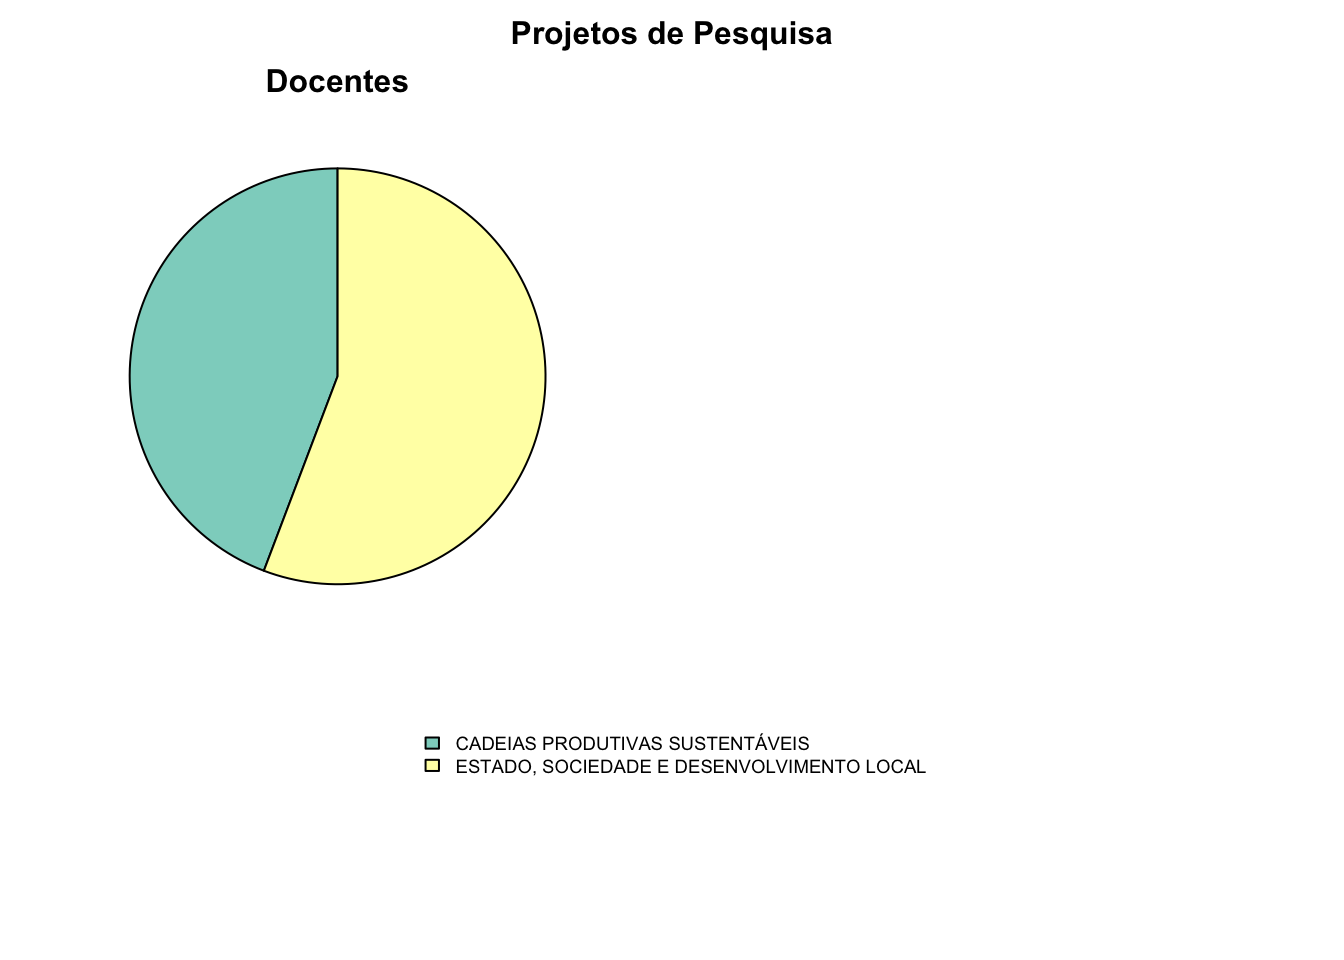 Projetos de Pesquisa
Docentes
CADEIAS PRODUTIVAS SUSTENTÁVEIS
ESTADO, SOCIEDADE E DESENVOLVIMENTO LOCAL